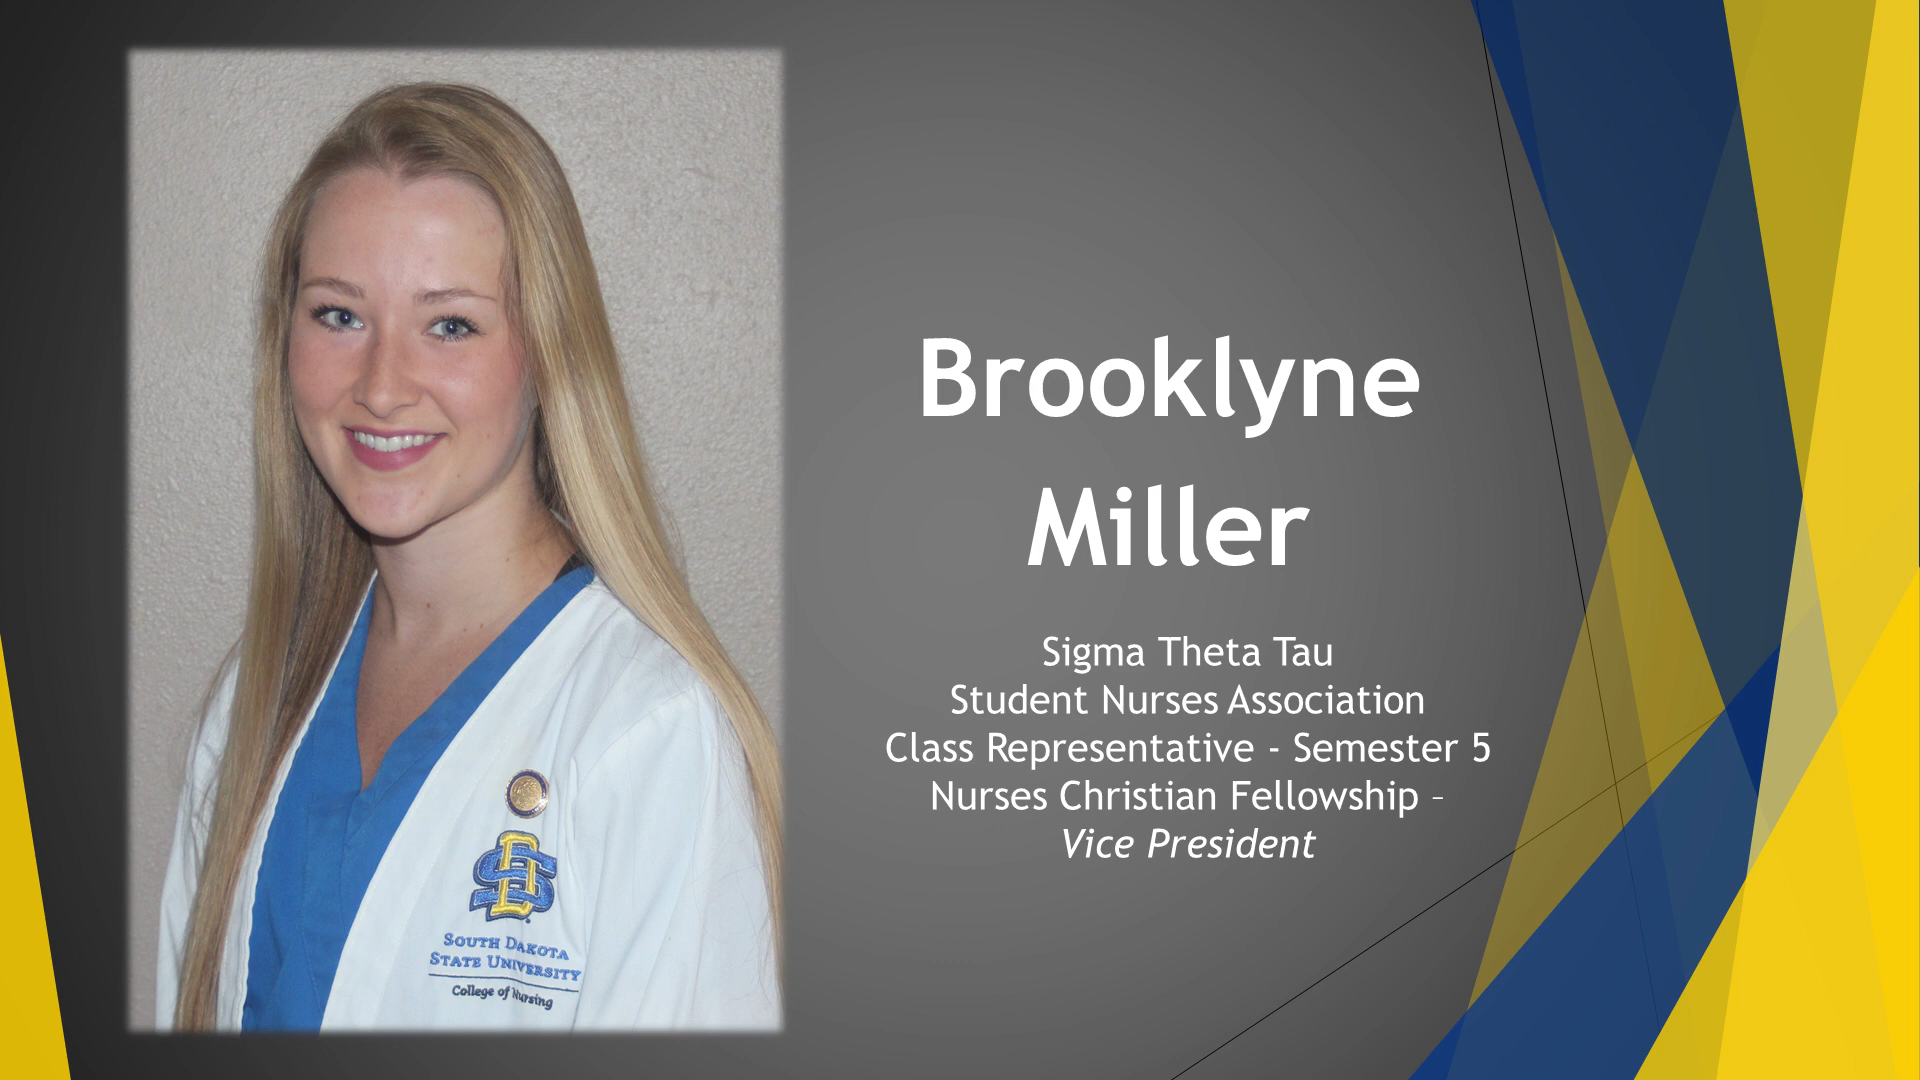 Brooklyne
Miller
Sigma Theta Tau
Student Nurses Association
Class Representative - Semester 5
Nurses Christian Fellowship –
Vice President
SOUTH DAKOTA
STATE UNIVERSITY
College of Nursing